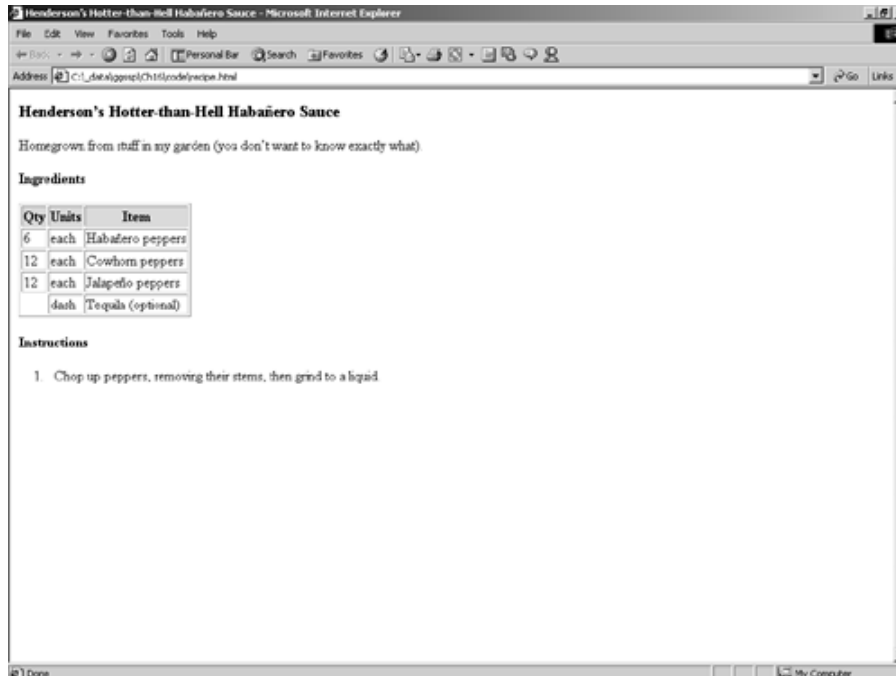 Henderson's Hotter-than-Hell Habañero Sauce - Microsoft Internet Explorer
File Edit View Favorites Tools Help
Back Personal Bar Search Favorites
Address C:\_data\ggssql\Ch16\code\recipe.html Go Links
Henderson's Hotter-than-Hell Habañero Sauce
Homegrown from stuff in my garden (you don't want to know exactly what).
Ingredients
Qty Units Item
6 each Habañero peppers
12 each Cowhorn peppers
12 each Jalapeño peppers
dash Tequila (optional)
Instructions
1. Chop up peppers, removing their stems, then grind to a liquid.
Done My Computer